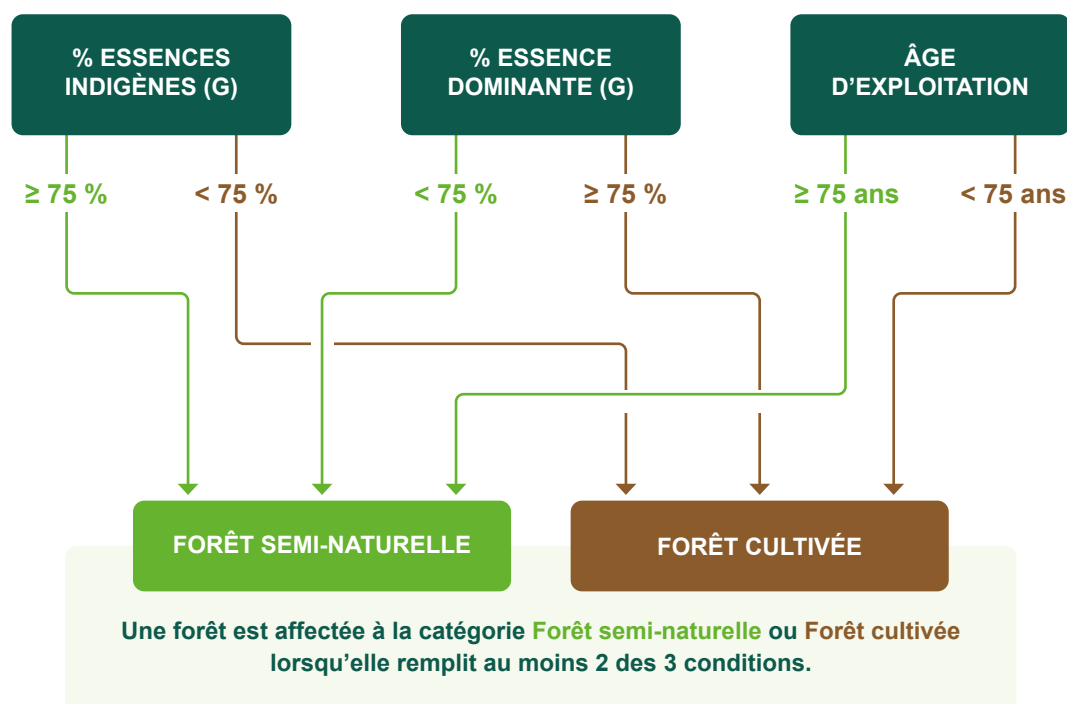 % ESSENCES
INDIGÈNES (G)
% ESSENCE
DOMINANTE (G)
ÂGE
D’EXPLOITATION
≥ 75 %
< 75 %
< 75 %
≥ 75 %
≥ 75 ans
< 75 ans
FORÊT SEMI-NATURELLE
FORÊT CULTIVÉE
Une forêt est affectée à la catégorie Forêt semi-naturelle ou Forêt cultivée
lorsqu’elle remplit au moins 2 des 3 conditions.